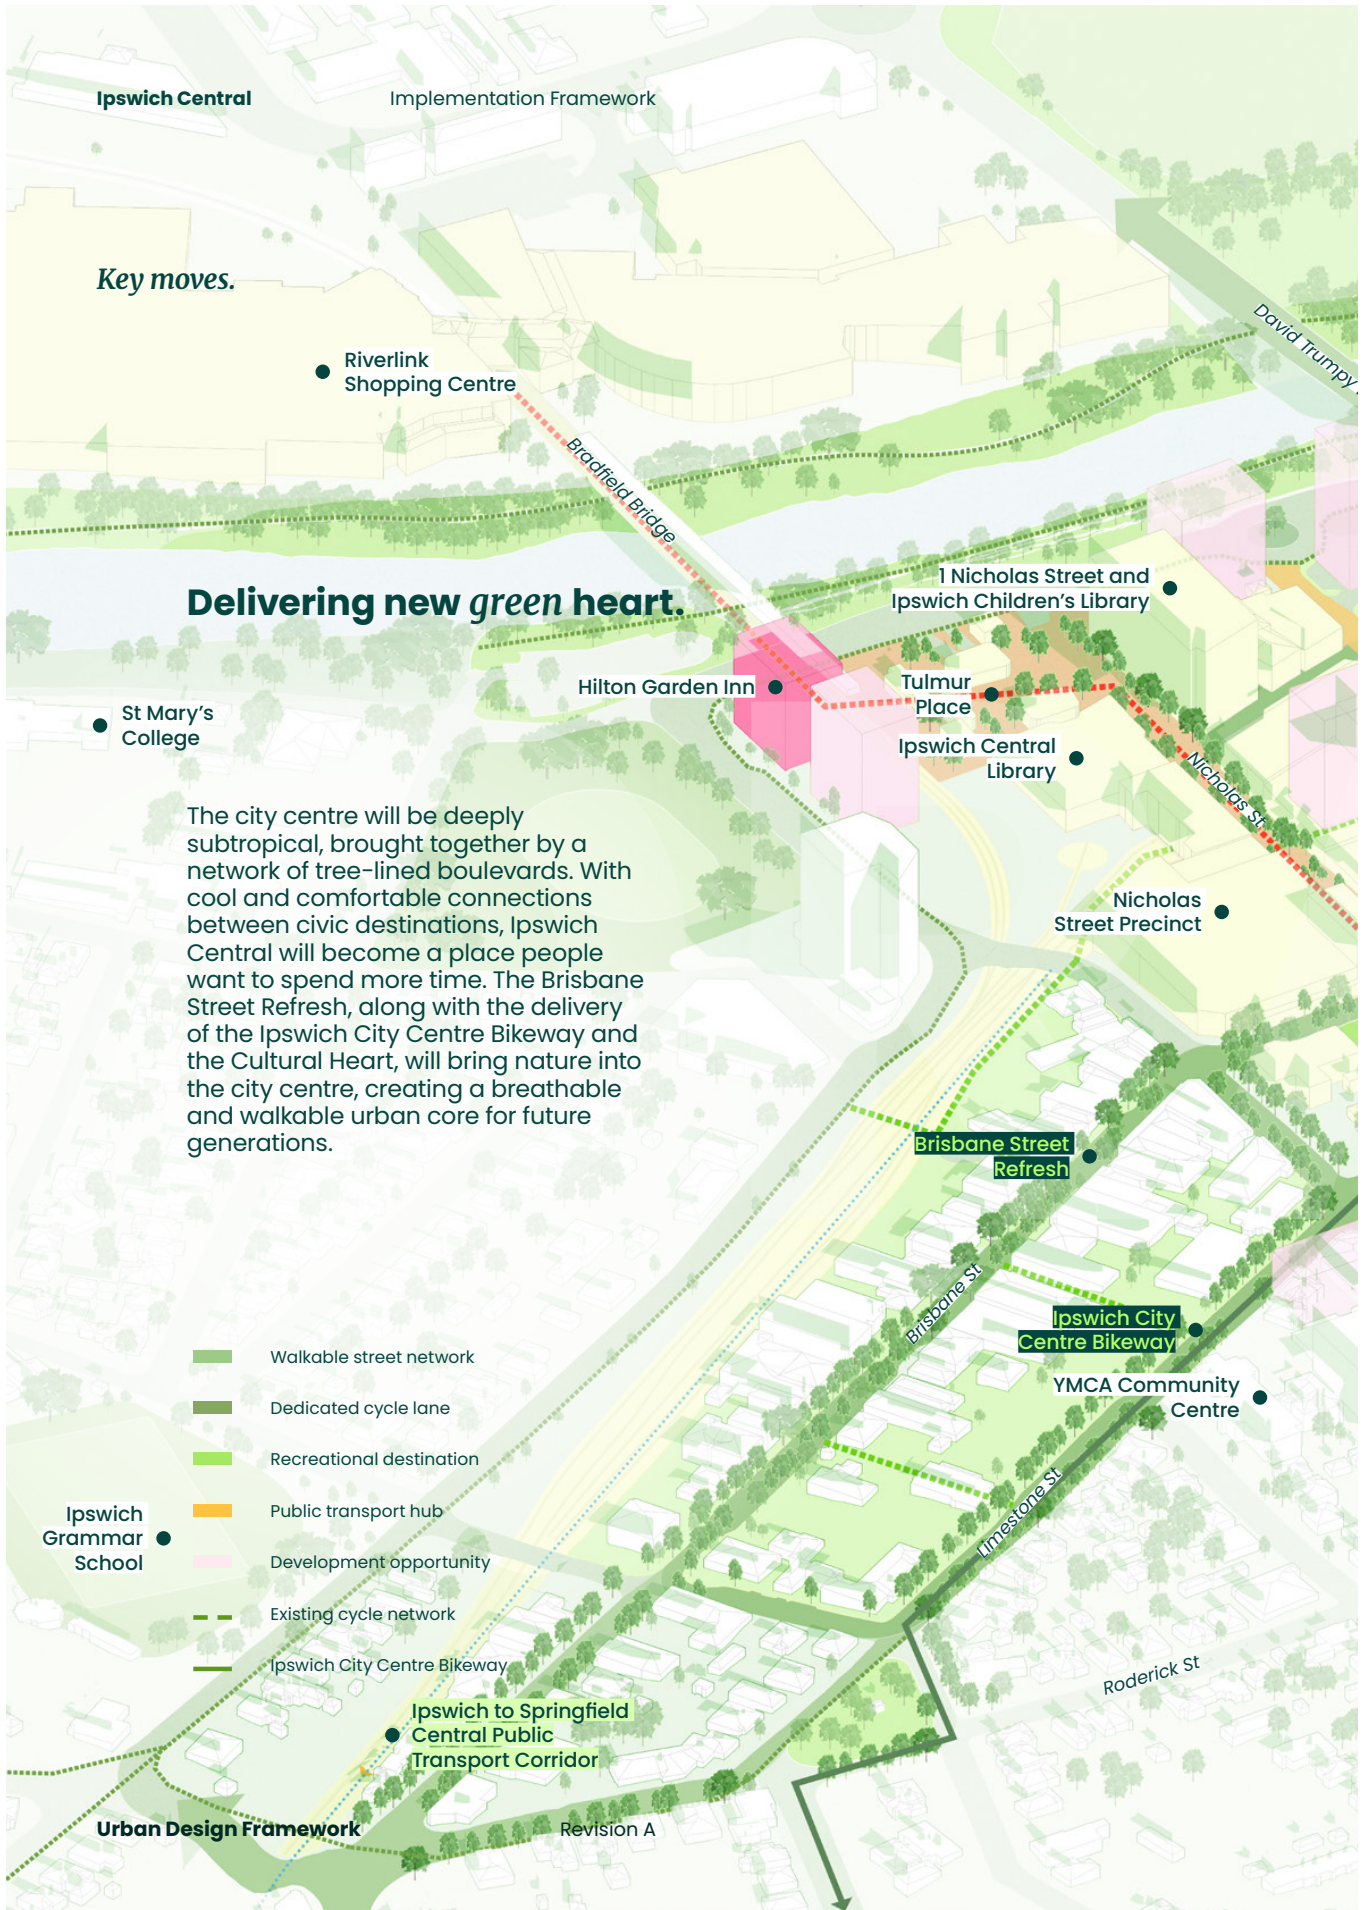 Ipswich Central
Implementation Framework
Key moves.
David Trumpy
Riverlink
Shopping Centre
Bradfield Bridge
1 Nicholas Street and
Ipswich Children's Library
Delivering new green heart.
Hilton Garden Inn
Tulmur
Place
St Mary's
College
Ipswich Central
Library
Nicholas St
The city centre will be deeply
subtropical, brought together by a
network of tree-lined boulevards. With
cool and comfortable connections
between civic destinations, Ipswich
Central will become a place people
want to spend more time. The Brisbane
Street Refresh, along with the delivery
of the Ipswich City Centre Bikeway and
the Cultural Heart, will bring nature into
the city centre, creating a breathable
and walkable urban core for future
generations.
Nicholas
Street Precinct
Brisbane Street
Refresh
Brisbane St
Ipswich City
Centre Bikeway
YMCA Community
Centre
Limestone St
Roderick St
Walkable street network
Dedicated cycle lane
Recreational destination
Public transport hub
Development opportunity
Existing cycle network
Ipswich City Centre Bikeway
Ipswich
Grammar
School
Ipswich to Springfield
Central Public
Transport Corridor
Urban Design Framework
Revision A